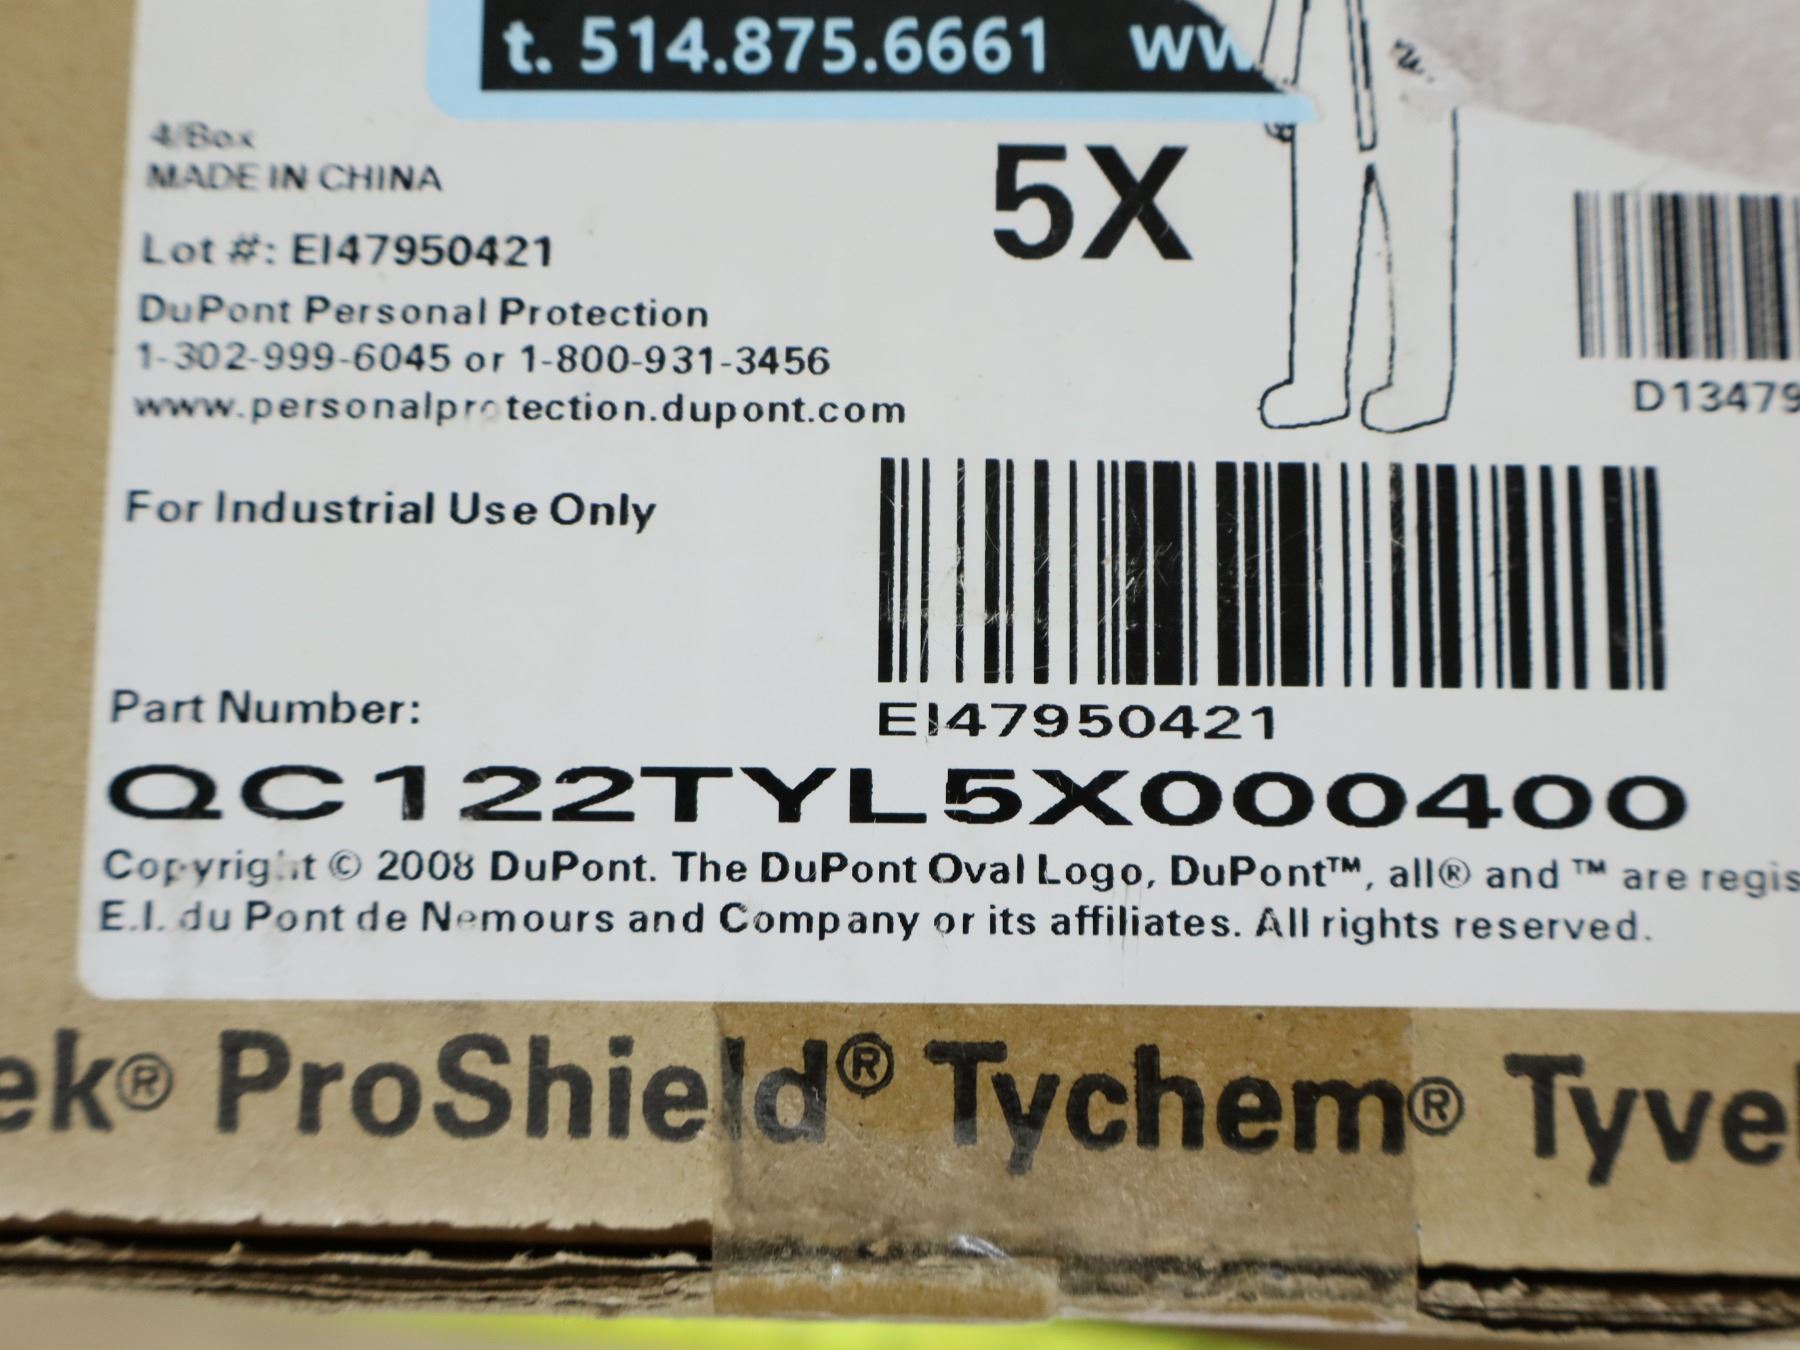 t. 514.875.6661
4/Box
MADE IN CHINA
5X
Lot #: EI47950421
DuPont Personal Protection
1-302-999-6045 or 1-800-931-3456
www.personalprotection.dupont.com
D13479
For Industrial Use Only
EI47950421
Part Number:
QC122TYL5X000400
Copyright © 2008 DuPont. The DuPont Oval Logo, DuPont™, all® and ™ are regis
E.I. du Pont de Nemours and Company or its affiliates. All rights reserved.
ek® ProShield® Tychem® Tyvek